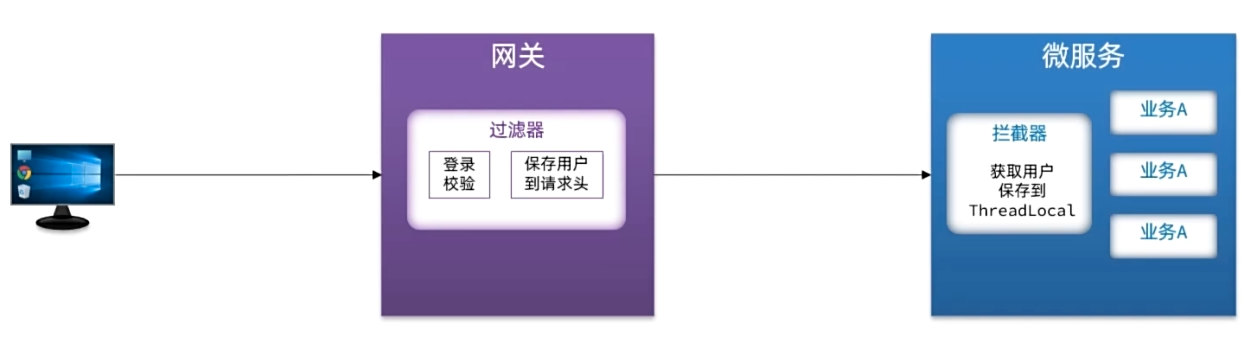 网关
过滤器
登录
校验
保存用户
到请求头
微服务
拦截器
获取用户
保存到
ThreadLocal
业务A
业务A
业务A